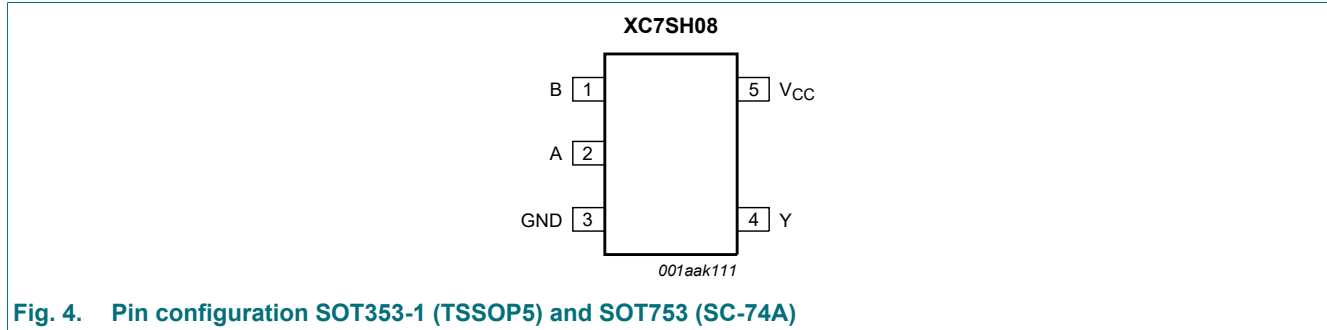 XC7SH08
B 1 5 VCC
A 2
GND 3 4 Y
001aak111
Fig. 4. Pin configuration SOT353-1 (TSSOP5) and SOT753 (SC-74A)